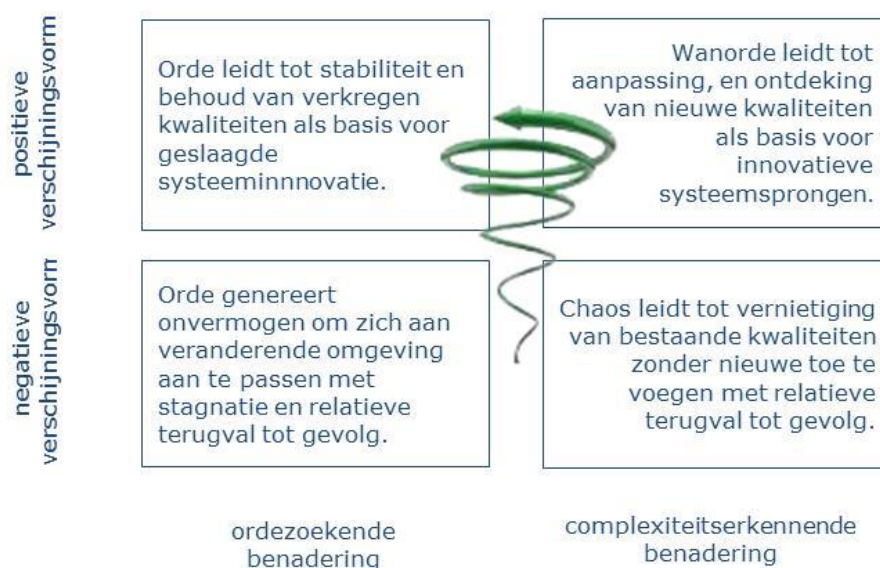 positieve
verschijningsvorm
Orde leidt tot stabiliteit en
behoud van verkregen
kwaliteiten als basis voor
geslaagde
systeeminnnovatie.
Wanorde leidt tot
aanpassing, en ontdekking
van nieuwe kwaliteiten
als basis voor
innovatieve
systeemsprongen.
negatieve
verschijningsvorm
Orde genereert
onvermogen om zich aan
veranderende omgeving
aan te passen met
stagnatie en relatieve
terugval tot gevolg.
Chaos leidt tot vernietiging
van bestaande kwaliteiten
zonder nieuwe toe te
voegen met relatieve
terugval tot gevolg.
ordezoekende
benadering
complexiteitserkennende
benadering